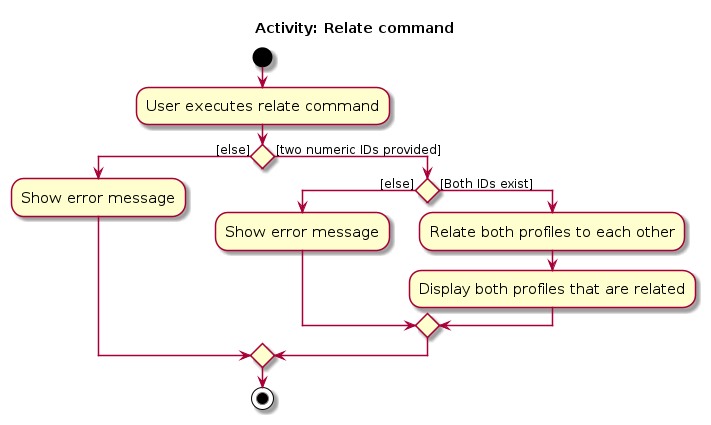 Activity: Relate command
User executes relate command
[else]
[two numeric IDs provided]
Show error message
[else]
[Both IDs exist]
Show error message
Relate both profiles to each other
Display both profiles that are related